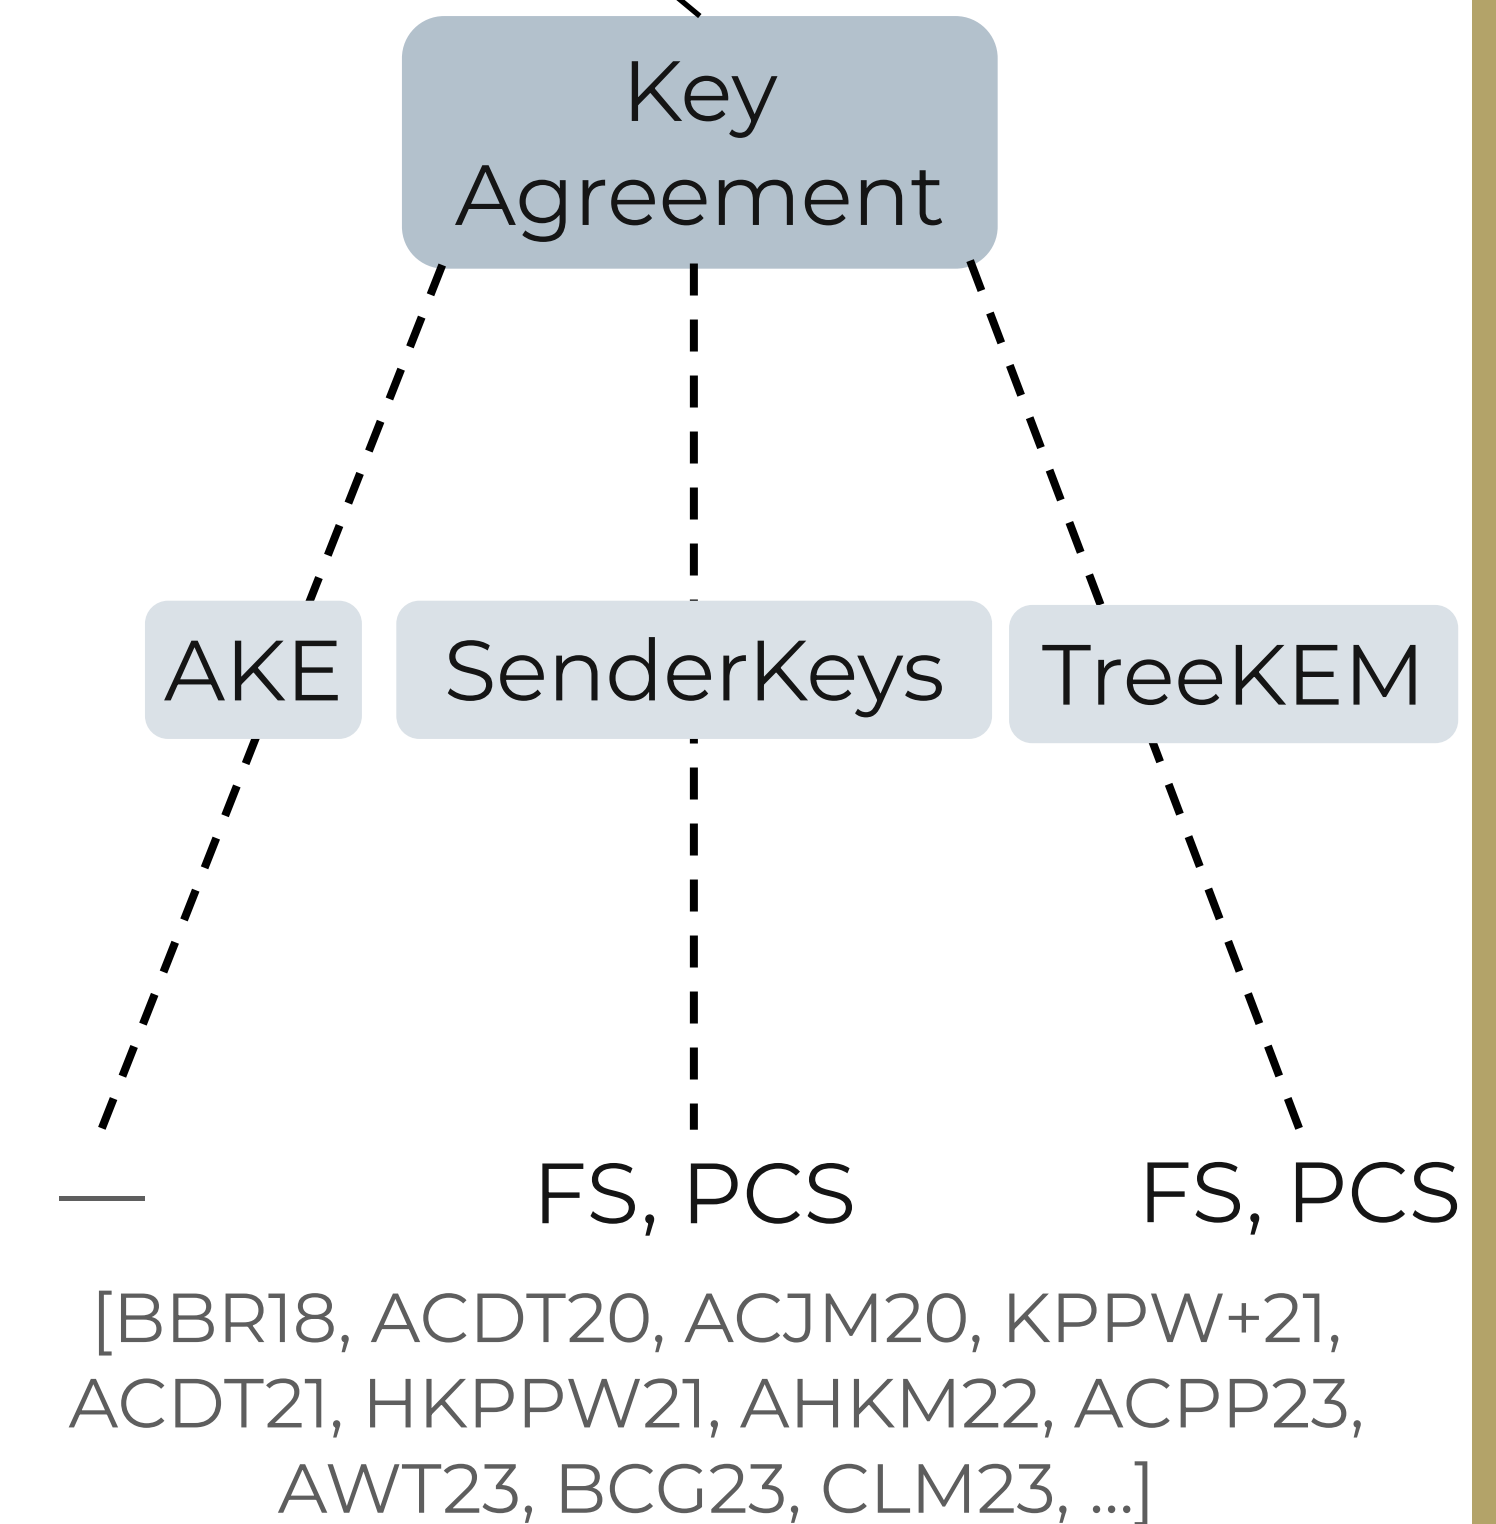 Key
Agreement
AKE
SenderKeys
TreeKEM
— FS, PCS FS, PCS
[BBR18, ACDT20, ACJM20, KPPW+21,
ACDT21, HKPPW21, AHKM22, ACPP23,
AWT23, BCG23, CLM23, ...]